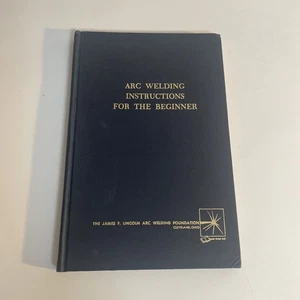 ARC WELDING
INSTRUCTIONS
FOR THE BEGINNER
THE JAMES F. LINCOLN ARC WELDING FOUNDATION
CLEVELAND, OHIO